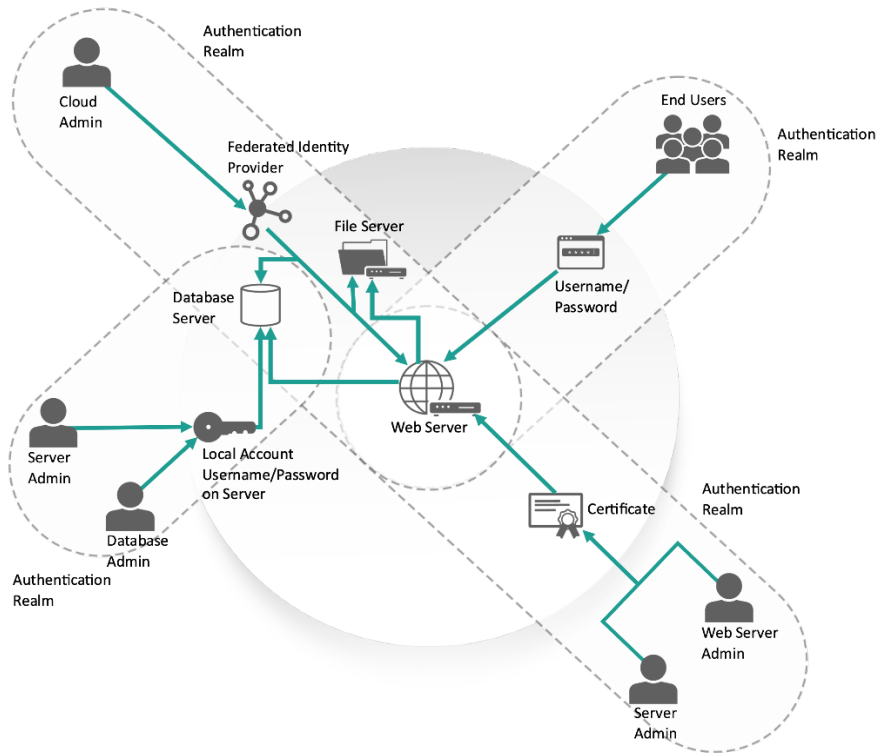 Authentication
Realm
Cloud
Admin
End Users
Authentication
Realm
Federated Identity
Provider
File Server
Database
Server
Username/
Password
Web Server
Server
Admin
Local Account
Username/Password
on Server
Database
Admin
Authentication
Realm
Certificate
Authentication
Realm
Web Server
Admin
Server
Admin